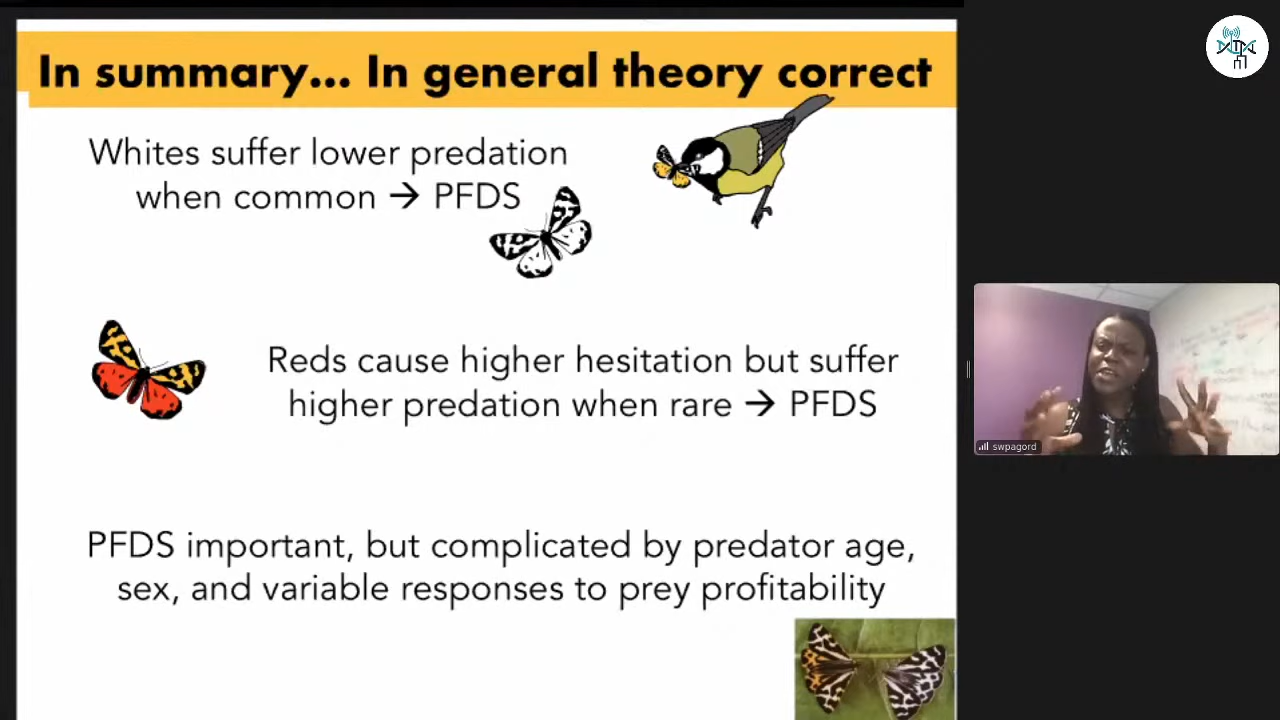 In summary... In general theory correct
Whites suffer lower predation
when common → PFDS
Reds cause higher hesitation but suffer
higher predation when rare → PFDS
PFDS important, but complicated by predator age,
sex, and variable responses to prey profitability
swpagord